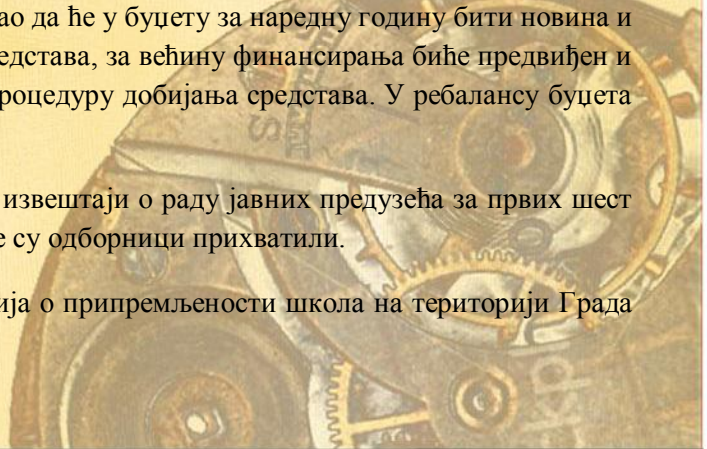 ао да ће у буџету за наредну годину бити новина и
едстава, за већину финансирања биће предвиђен и
роцедуру добијања средстава. У ребалансу буџета
извештаји о раду јавних предузећа за првих шест
е су одборници прихватили.
ија о припремљености школа на територији Града